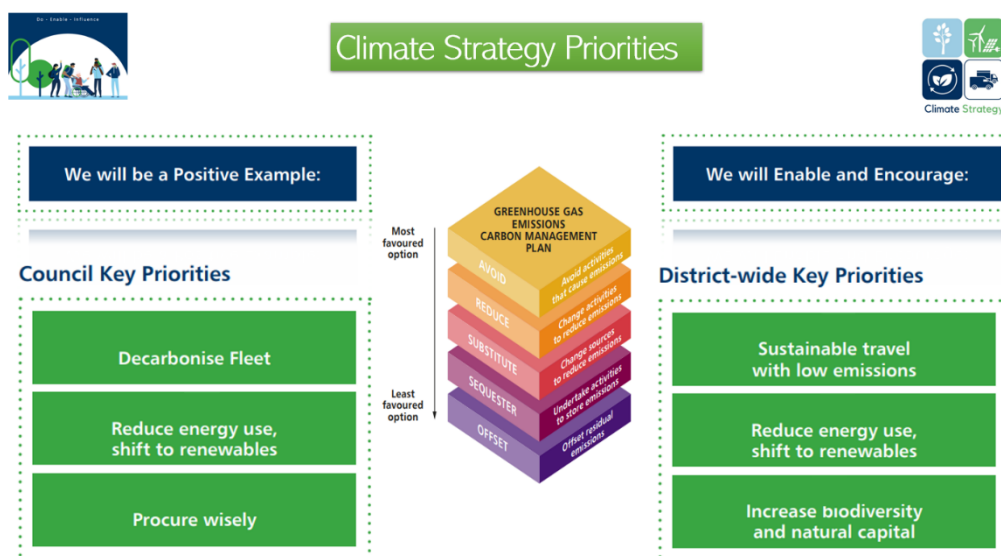 Do - Enable - Influence
Climate Strategy Priorities
Climate Strategy
We will be a Positive Example:
Council Key Priorities
Decarbonise Fleet
Reduce energy use,
shift to renewables
Procure wisely
Most
favoured
option
Least
favoured
option
GREENHOUSE GAS
EMISSIONS
CARBON MANAGEMENT
PLAN
AVOID
Avoid activities
that cause emissions
REDUCE
Change activities
to reduce emissions
SUBSTITUTE
Change sources
to reduce emissions
SEQUESTER
Undertake activities
to store emissions
OFFSET
Offset residual
emissions
We will Enable and Encourage:
District-wide Key Priorities
Sustainable travel
with low emissions
Reduce energy use,
shift to renewables
Increase biodiversity
and natural capital